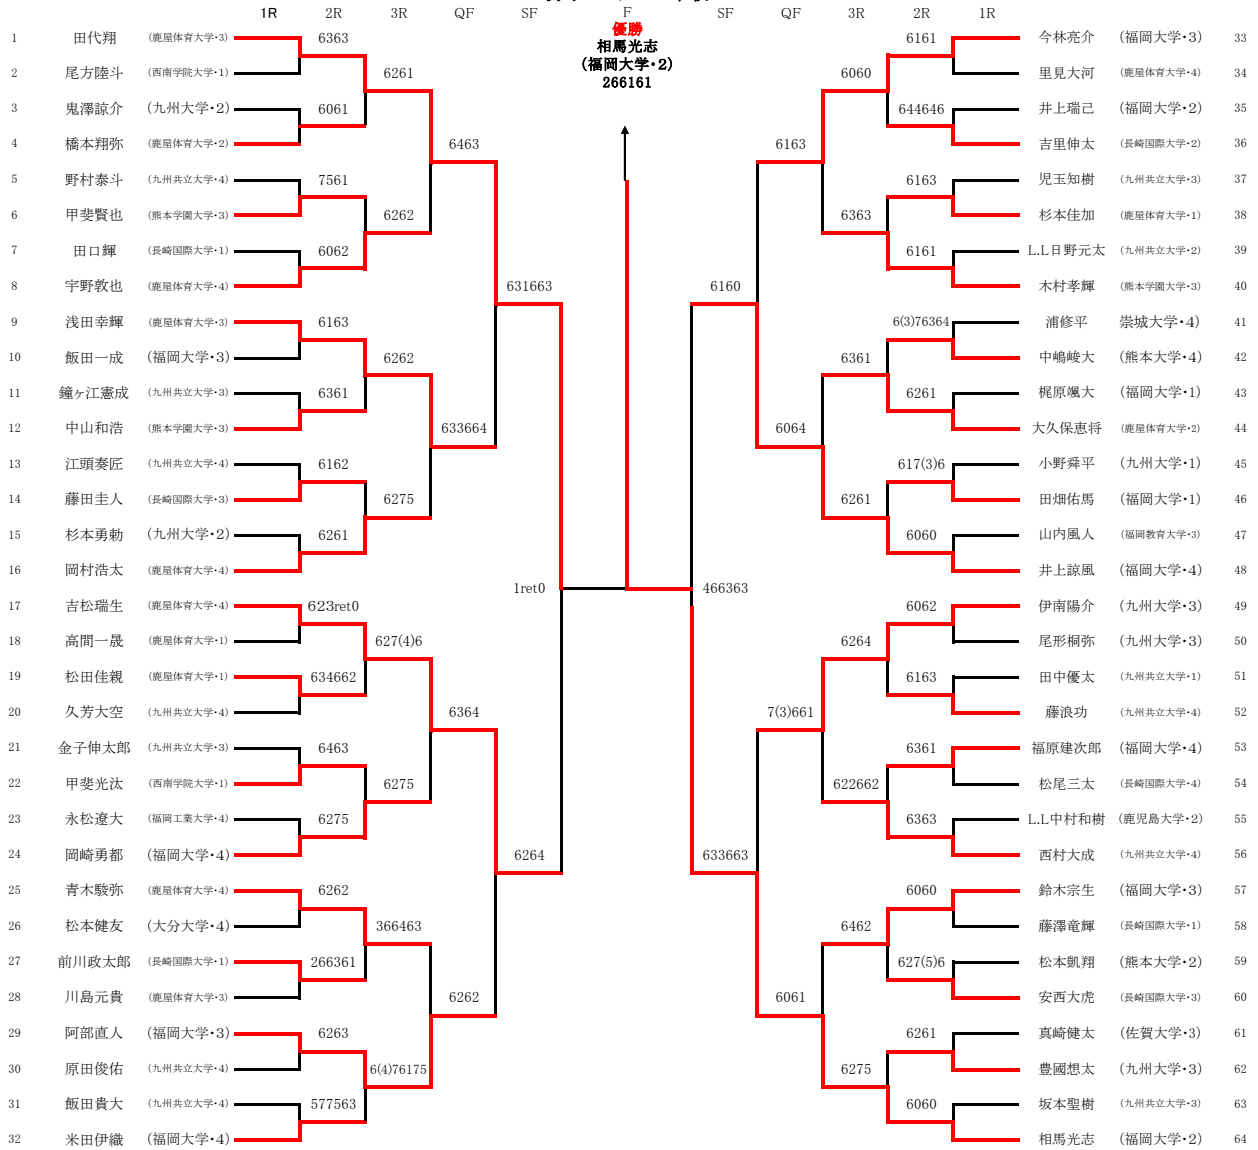 1R 2R 3R QF SF F SF QF 3R 2R 1R
優勝
相馬光志
(福岡大学・2)
266161
1 田代翔 (鹿屋体育大学・3) 6363 6161 今林亮介 (福岡大学・3) 33
2 尾方陸斗 (西南学院大学・1) 6261 6060 里見大河 (鹿屋体育大学・4) 34
3 鬼澤諒介 (九州大学・2) 6061 644646 井上瑞己 (福岡大学・2) 35
4 橋本翔弥 (鹿屋体育大学・2) 6463 6163 吉里伸太 (長崎国際大学・2) 36
5 野村泰斗 (九州共立大学・4) 7561 6163 児玉知樹 (九州共立大学・3) 37
6 甲斐賢也 (熊本学園大学・3) 6262 6363 杉本佳加 (鹿屋体育大学・1) 38
7 田口輝 (長崎国際大学・1) 6062 6161 L.L日野元太 (九州共立大学・2) 39
8 宇野敦也 (鹿屋体育大学・4) 631663 6160 木村孝輝 (熊本学園大学・3) 40
9 浅田幸輝 (鹿屋体育大学・3) 6163 6(3)76364 浦修平 崇城大学・4) 41
10 飯田一成 (福岡大学・3) 6262 6361 中嶋峻大 (熊本大学・4) 42
11 鐘ヶ江憲成 (九州共立大学・3) 6361 6261 梶原颯大 (福岡大学・1) 43
12 中山和浩 (熊本学園大学・3) 633664 6064 大久保恵将 (鹿屋体育大学・2) 44
13 江頭奏匠 (九州共立大学・4) 6162 617(3)6 小野舜平 (九州大学・1) 45
14 藤田圭人 (長崎国際大学・3) 6275 6261 田畑佑馬 (福岡大学・1) 46
15 杉本勇勅 (九州大学・2) 6261 6060 山内風人 (福岡教育大学・3) 47
16 岡村浩太 (鹿屋体育大学・4) 1ret0 466363 井上諒風 (福岡大学・4) 48
17 吉松瑞生 (鹿屋体育大学・4) 623ret0 6062 伊南陽介 (九州大学・3) 49
18 高間一晟 (鹿屋体育大学・1) 627(4)6 6264 尾形桐弥 (九州大学・3) 50
19 松田佳親 (鹿屋体育大学・1) 634662 6163 田中優太 (九州共立大学・1) 51
20 久芳大空 (九州共立大学・4) 6364 7(3)661 藤浪功 (九州共立大学・4) 52
21 金子伸太郎 (九州共立大学・3) 6463 6361 福原建次郎 (福岡大学・4) 53
22 甲斐光汰 (西南学院大学・1) 6275 622662 松尾三太 (長崎国際大学・4) 54
23 永松遼大 (福岡工業大学・4) 6275 6363 L.L中村和樹 (鹿児島大学・2) 55
24 岡崎勇都 (福岡大学・4) 6264 633663 西村大成 (九州共立大学・4) 56
25 青木駿弥 (鹿屋体育大学・4) 6262 6060 鈴木宗生 (福岡大学・3) 57
26 松本健友 (大分大学・4) 366463 6462 藤澤竜輝 (長崎国際大学・1) 58
27 前川政太郎 (長崎国際大学・1) 266361 627(5)6 松本凱翔 (熊本大学・2) 59
28 川島元貴 (鹿屋体育大学・3) 6262 6061 安西大虎 (長崎国際大学・3) 60
29 阿部直人 (福岡大学・3) 6263 6261 真崎健太 (佐賀大学・3) 61
30 原田俊佑 (九州共立大学・4) 6(4)76175 6275 豊國想太 (九州大学・3) 62
31 飯田貴大 (九州共立大学・4) 577563 6060 坂本聖樹 (九州共立大学・3) 63
32 米田伊織 (福岡大学・4) 相馬光志 (福岡大学・2) 64